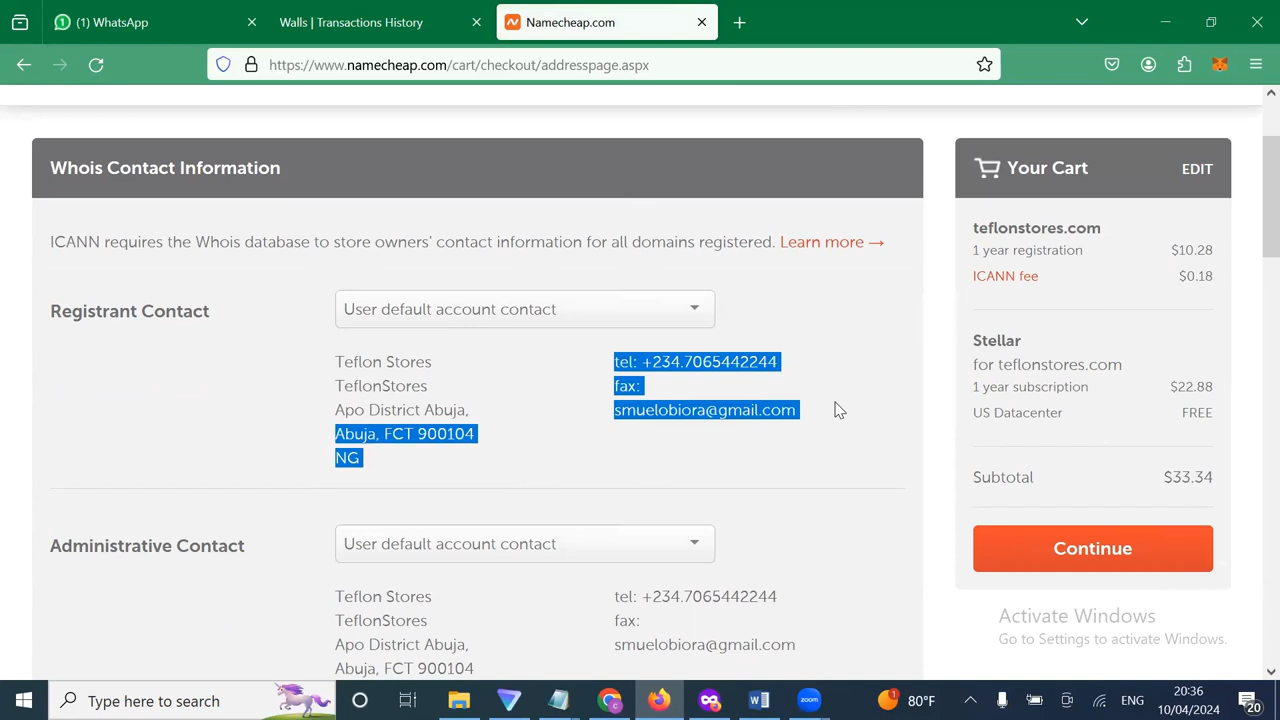 (1) WhatsApp
Walls | Transactions History
Namecheap.com
https://www.namecheap.com/cart/checkout/addresspage.aspx
Whois Contact Information
ICANN requires the Whois database to store owners' contact information for all domains registered. Learn more →
Registrant Contact
User default account contact
Teflon Stores
TeflonStores
Apo District Abuja,
Abuja, FCT 900104
NG
tel: +234.7065442244
fax:
smuelobiora@gmail.com
Administrative Contact
User default account contact
Teflon Stores
TeflonStores
Apo District Abuja,
Abuja, FCT 900104
tel: +234.7065442244
fax:
smuelobiora@gmail.com
Your Cart
EDIT
teflonstores.com
1 year registration $10.28
ICANN fee $0.18
Stellar
for teflonstores.com
1 year subscription $22.88
US Datacenter FREE
Subtotal $33.34
Continue
Activate Windows
Go to Settings to activate Windows.
Type here to search
1
80°F
ENG
20:36
10/04/2024
20